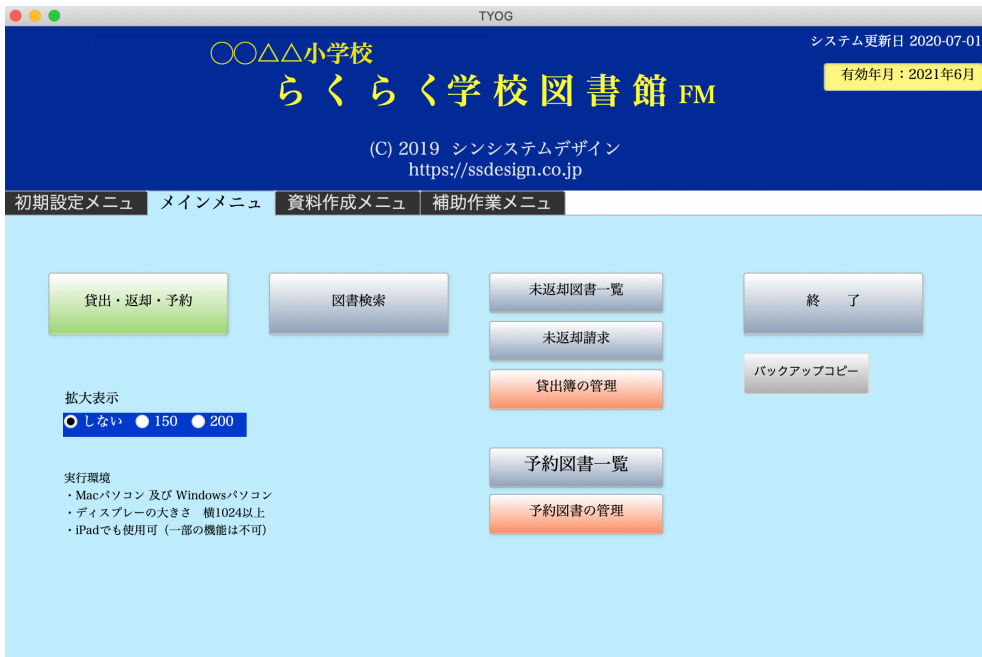 TYOG
システム更新日 2020-07-01
○○△△小学校
有効年月：2021年6月
らくらく学校図書館 FM
(C) 2019 シンシステムデザイン
https://ssdesign.co.jp
初期設定メニュー メインメニュー 資料作成メニュー 補助作業メニュー
貸出・返却・予約
図書検索
未返却図書一覧
終　了
未返却請求
バックアップコピー
貸出簿の管理
拡大表示
しない 150 200
予約図書一覧
実行環境
・Macパソコン 及び Windowsパソコン
・ディスプレーの大きさ　横1024以上
予約図書の管理
・iPadでも使用可（一部の機能は不可）